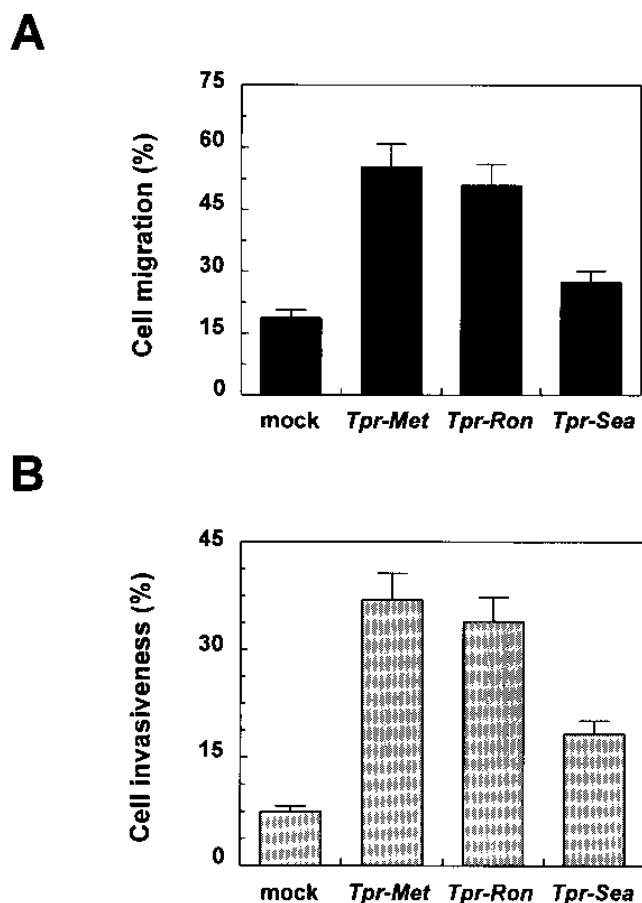 A
Cell migration (%)
75
60
45
30
15
0
mock Tpr-Met Tpr-Ron Tpr-Sea
B
Cell invasiveness (%)
45
30
15
0
mock Tpr-Met Tpr-Ron Tpr-Sea